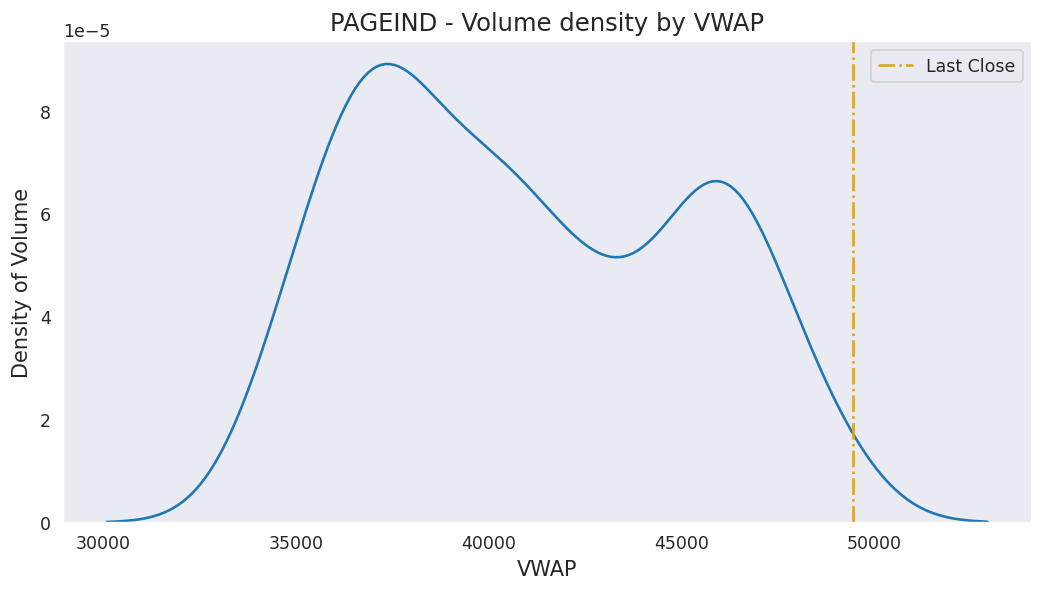 PAGEIND - Volume density by VWAP
1e−5
Last Close
8
6
4
2
0
Density of Volume
30000 35000 40000 45000 50000
VWAP